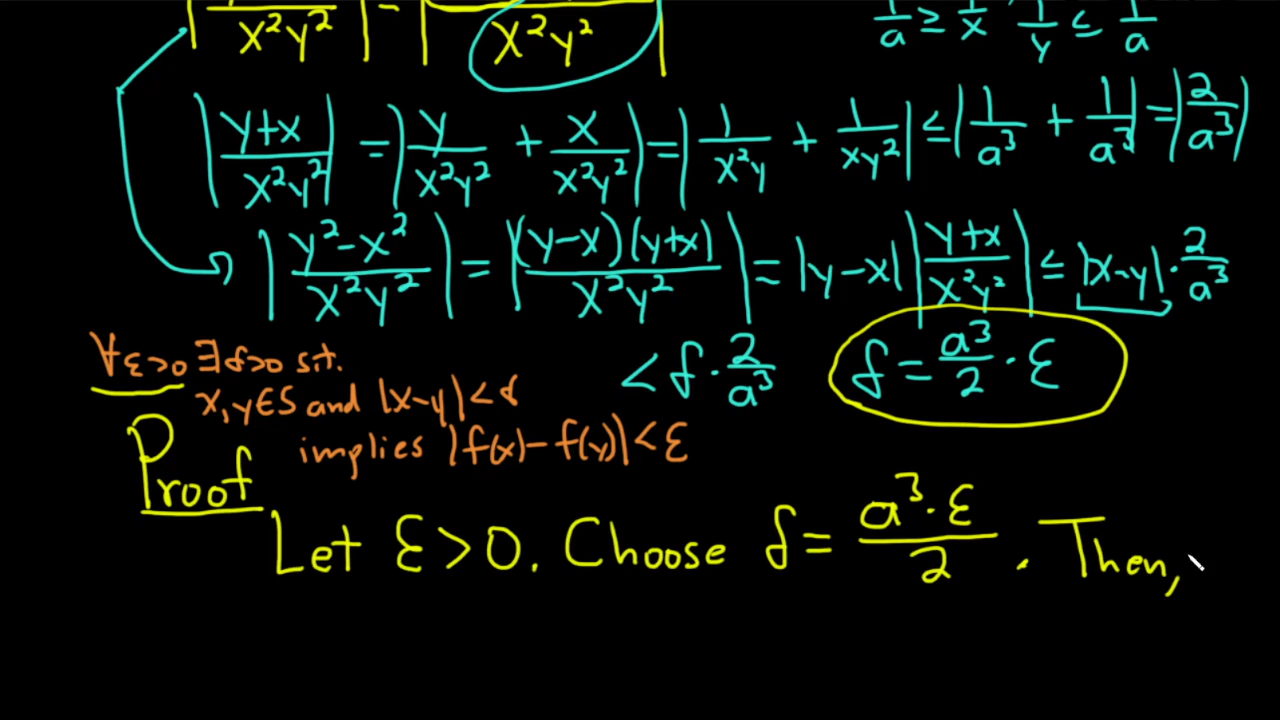 | / x²y² | = | / x²y² |
1/a ≥ 1/x , 1/y ≤ 1/a
|(y+x)/(x²y²)| = |y/(x²y²) + x/(x²y²)| = |1/(x²y) + 1/(xy²)| ≤ |1/a³ + 1/a³| = |2/a³|
|(y²-x²)/(x²y²)| = |(y-x)(y+x)/(x²y²)| = |y-x| |(y+x)/(x²y²)| ≤ |x-y| · 2/a³
< δ · 2/a³
δ = a³/2 · ε
∀ε>0 ∃δ>0 s.t.
x,y∈S and |x-y|<δ
implies |f(x)-f(y)|<ε
Proof
Let ε>0. Choose δ = (a³·ε)/2 . Then,